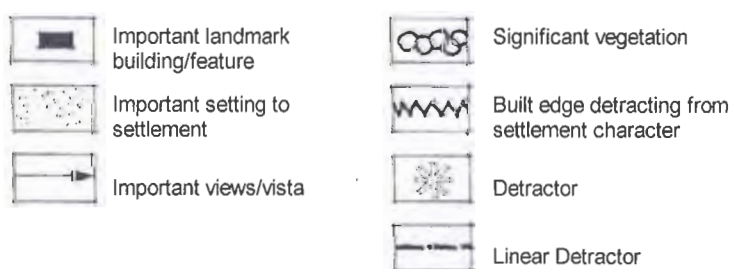 Important landmark
building/feature
Important setting to
settlement
Important views/vista
Significant vegetation
Built edge detracting from
settlement character
Detractor
Linear Detractor